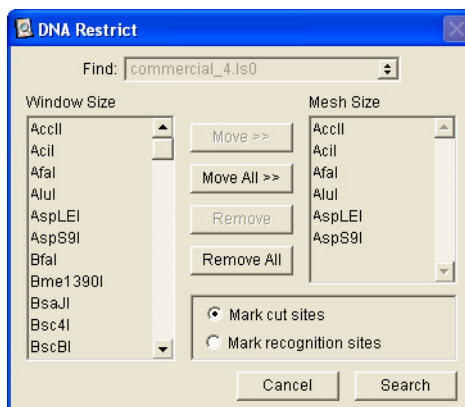 DNA Restrict
Find: commercial_4.ls0
Window Size
AccII
AciI
AfaI
AluI
AspLEI
AspS9I
BfaI
Bme1390I
BsaJI
Bsc4I
BscBI
Move >>
Move All >>
Remove
Remove All
Mesh Size
AccII
AciI
AfaI
AluI
AspLEI
AspS9I
Mark cut sites
Mark recognition sites
Cancel Search